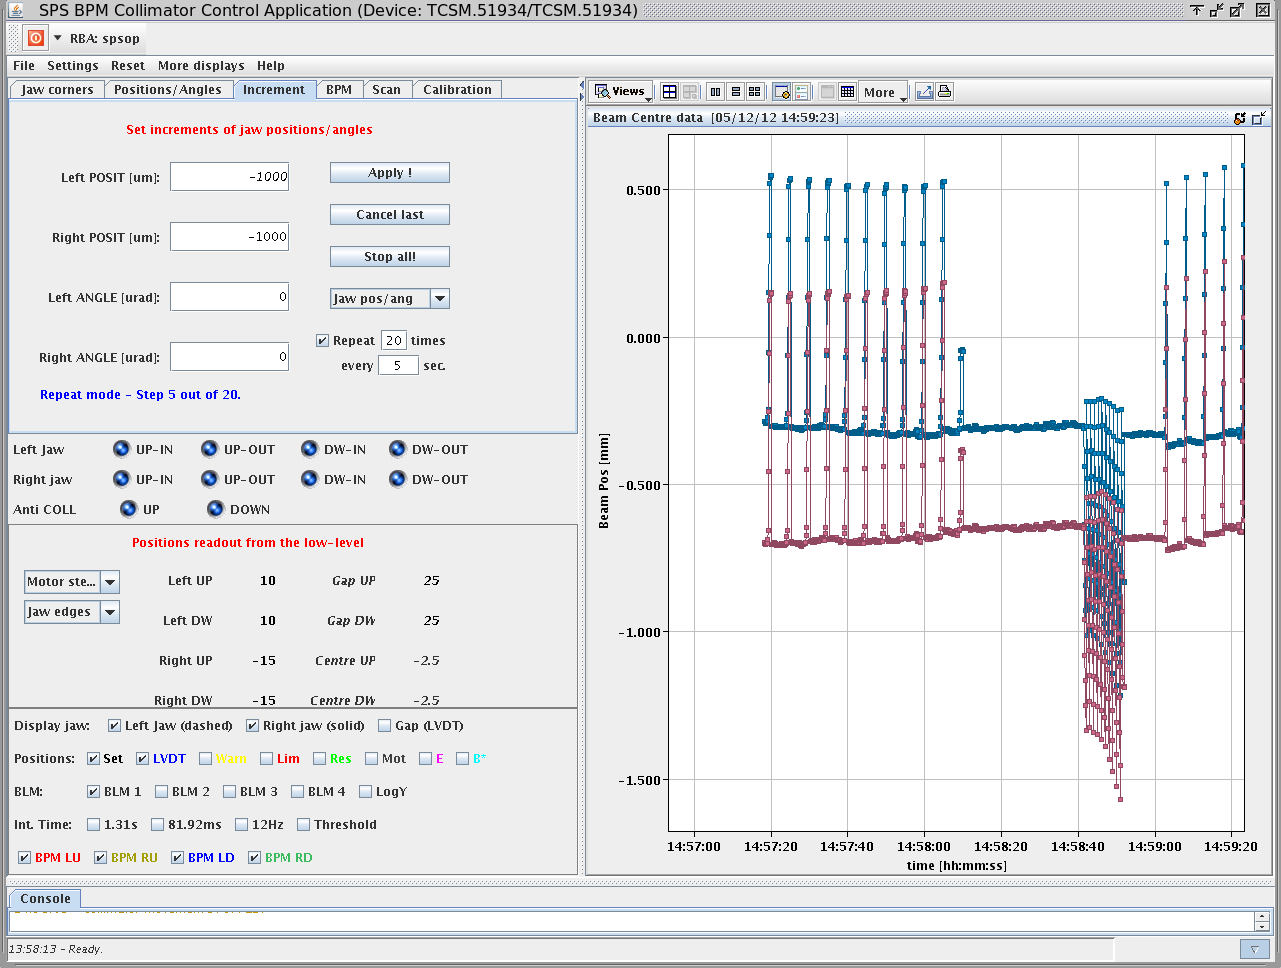 SPS BPM Collimator Control Application (Device: TCSM.51934/TCSM.51934)
RBA: spsop
File Settings Reset More displays Help
Jaw corners Positions/Angles Increment BPM Scan Calibration
Set increments of jaw positions/angles
Left POSIT [um]: -1000 Apply !
Cancel last
Right POSIT [um]: -1000
Stop all!
Left ANGLE [urad]: 0 Jaw pos/ang
Repeat 20 times
Right ANGLE [urad]: 0 every 5 sec.
Repeat mode - Step 5 out of 20.
Left Jaw UP-IN UP-OUT DW-IN DW-OUT
Right jaw UP-IN UP-OUT DW-IN DW-OUT
Anti COLL UP DOWN
Positions readout from the low-level
Motor ste... Left UP 10 Gap UP 25
Jaw edges Left DW 10 Gap DW 25
Right UP -15 Centre UP -2.5
Right DW -15 Centre DW -2.5
Display jaw: Left Jaw (dashed) Right jaw (solid) Gap (LVDT)
Positions: Set LVDT Warn Lim Res Mot E B*
BLM: BLM 1 BLM 2 BLM 3 BLM 4 LogY
Int. Time: 1.31s 81.92ms 12Hz Threshold
BPM LU BPM RU BPM LD BPM RD
Views More
Beam Centre data [05/12/12 14:59:23]
0.500
0.000
-0.500
-1.000
-1.500
Beam Pos [mm]
14:57:00 14:57:20 14:57:40 14:58:00 14:58:20 14:58:40 14:59:00 14:59:20
time [hh:mm:ss]
Console
13:58:13 - Ready.